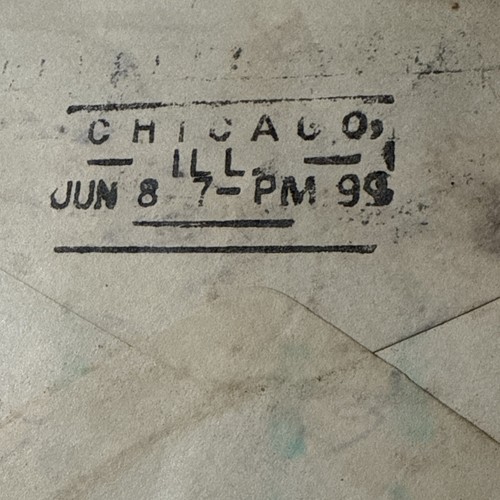 CHICAGO,
ILL.
JUN 8 7-PM 99